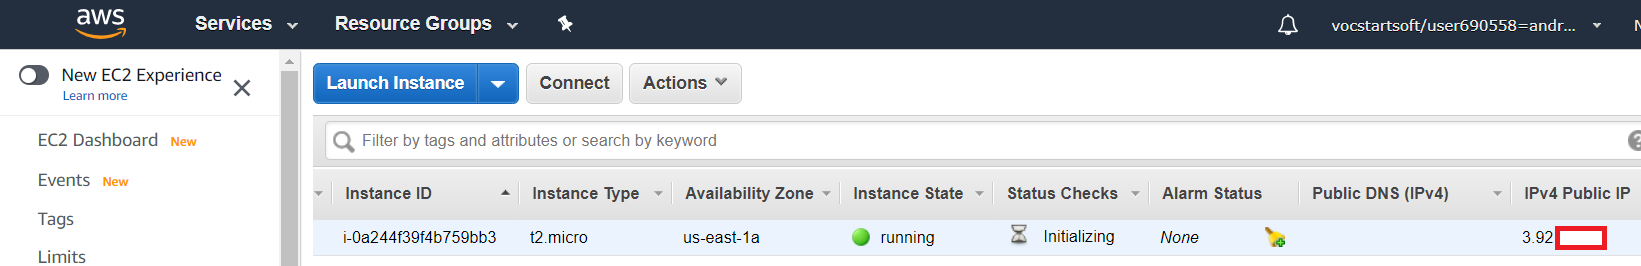 aws Services Resource Groups vocstartsoft/user690558=andr...
New EC2 Experience
Learn more
EC2 Dashboard New
Events New
Tags
Limits
Launch Instance Connect Actions
Filter by tags and attributes or search by keyword
Instance ID Instance Type Availability Zone Instance State Status Checks Alarm Status Public DNS (IPv4) IPv4 Public IP
i-0a244f39f4b759bb3 t2.micro us-east-1a running Initializing None 3.92